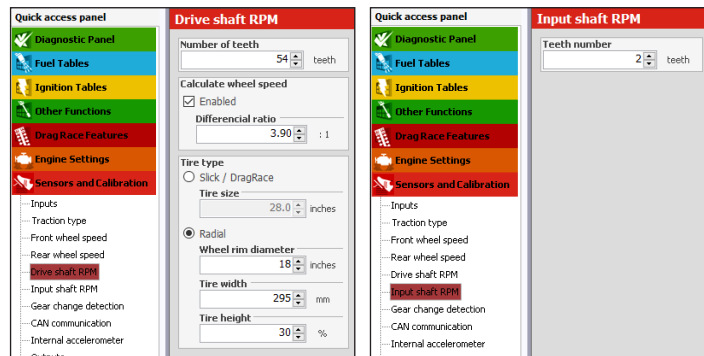 Quick access panel
Diagnostic Panel
Fuel Tables
Ignition Tables
Other Functions
Drag Race Features
Engine Settings
Sensors and Calibration
Inputs
Traction type
Front wheel speed
Rear wheel speed
Drive shaft RPM
Input shaft RPM
Gear change detection
CAN communication
Internal accelerometer
Drive shaft RPM
Number of teeth
54 teeth
Calculate wheel speed
Enabled
Differencial ratio
3.90 : 1
Tire type
Slick / DragRace
Tire size
28.0 inches
Radial
Wheel rim diameter
18 inches
Tire width
295 mm
Tire height
30 %
Quick access panel
Diagnostic Panel
Fuel Tables
Ignition Tables
Other Functions
Drag Race Features
Engine Settings
Sensors and Calibration
Inputs
Traction type
Front wheel speed
Rear wheel speed
Drive shaft RPM
Input shaft RPM
Gear change detection
CAN communication
Internal accelerometer
Input shaft RPM
Teeth number
2 teeth